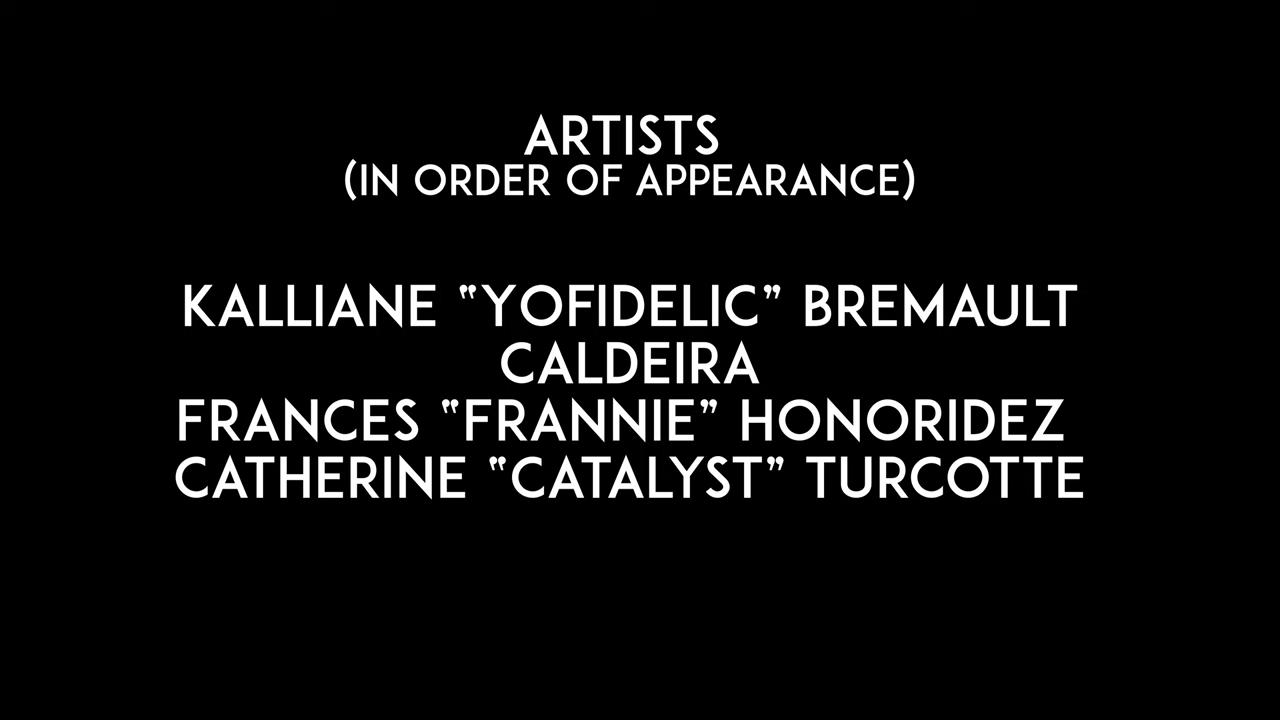 ARTISTS
(IN ORDER OF APPEARANCE)
KALLIANE “YOFIDELIC” BREMAULT
CALDEIRA
FRANCES “FRANNIE” HONORIDEZ
CATHERINE “CATALYST” TURCOTTE